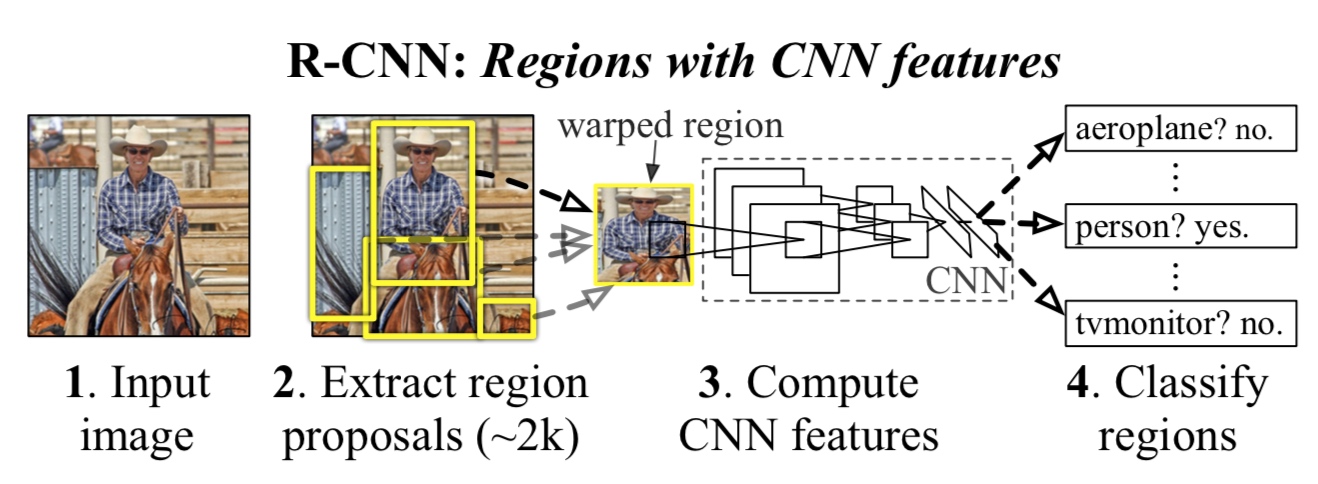 R-CNN: Regions with CNN features
warped region
aeroplane? no.
person? yes.
CNN
tvmonitor? no.
1. Input
image
2. Extract region
proposals (~2k)
3. Compute
CNN features
4. Classify
regions